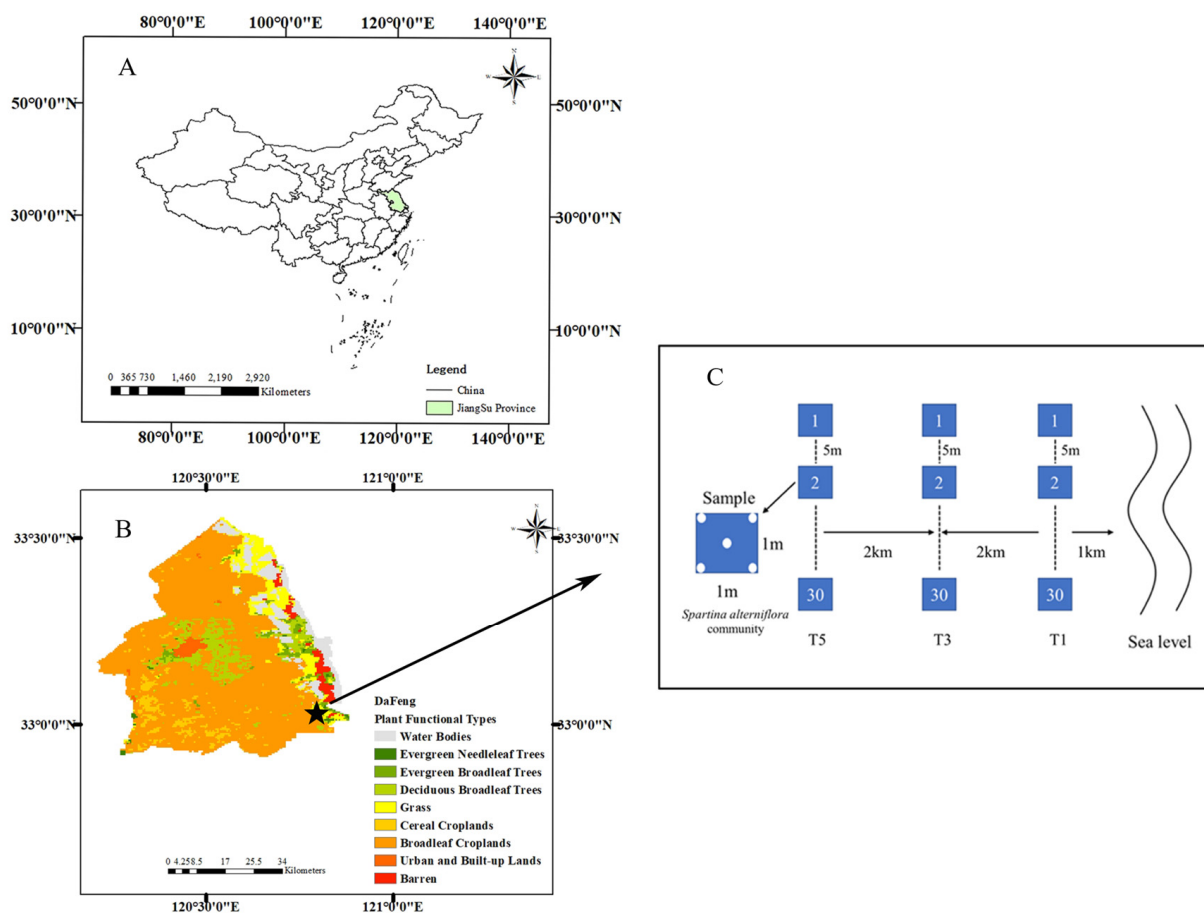 80°0'0"E 100°0'0"E 120°0'0"E 140°0'0"E
A
N
W E
S
50°0'0"N 50°0'0"N
30°0'0"N 30°0'0"N
10°0'0"N 10°0'0"N
0 365 730 1,460 2,190 2,920
Kilometers
Legend
China
JiangSu Province
80°0'0"E 100°0'0"E 120°0'0"E 140°0'0"E
120°30'0"E 121°0'0"E
B
N
W E
S
33°30'0"N 33°30'0"N
33°0'0"N 33°0'0"N
DaFeng
Plant Functional Types
Water Bodies
Evergreen Needleleaf Trees
Evergreen Broadleaf Trees
Deciduous Broadleaf Trees
Grass
Cereal Croplands
Broadleaf Croplands
Urban and Built-up Lands
Barren
0 4.25 8.5 17 25.5 34
Kilometers
120°30'0"E 121°0'0"E
C
1 1 1
5m 5m 5m
2 2 2
Sample
1m
2km 2km 1km
1m
30 30 30
Spartina alterniflora
community
T5 T3 T1 Sea level